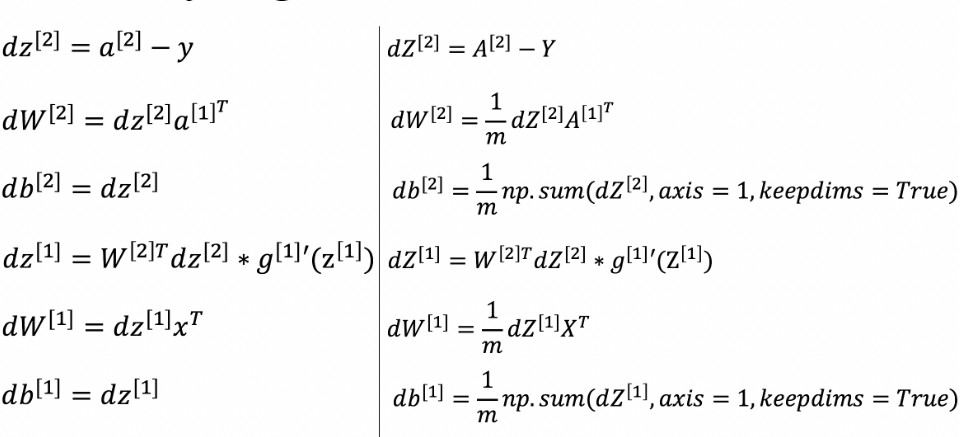 dz^[2] = a^[2] − y
dW^[2] = dz^[2]a^[1]^T
db^[2] = dz^[2]
dz^[1] = W^[2]T dz^[2] * g^[1]′(z^[1])
dW^[1] = dz^[1]x^T
db^[1] = dz^[1]
dZ^[2] = A^[2] − Y
dW^[2] = 1/m dZ^[2]A^[1]^T
db^[2] = 1/m np.sum(dZ^[2], axis = 1, keepdims = True)
dZ^[1] = W^[2]T dZ^[2] * g^[1]′(Z^[1])
dW^[1] = 1/m dZ^[1]X^T
db^[1] = 1/m np.sum(dZ^[1], axis = 1, keepdims = True)